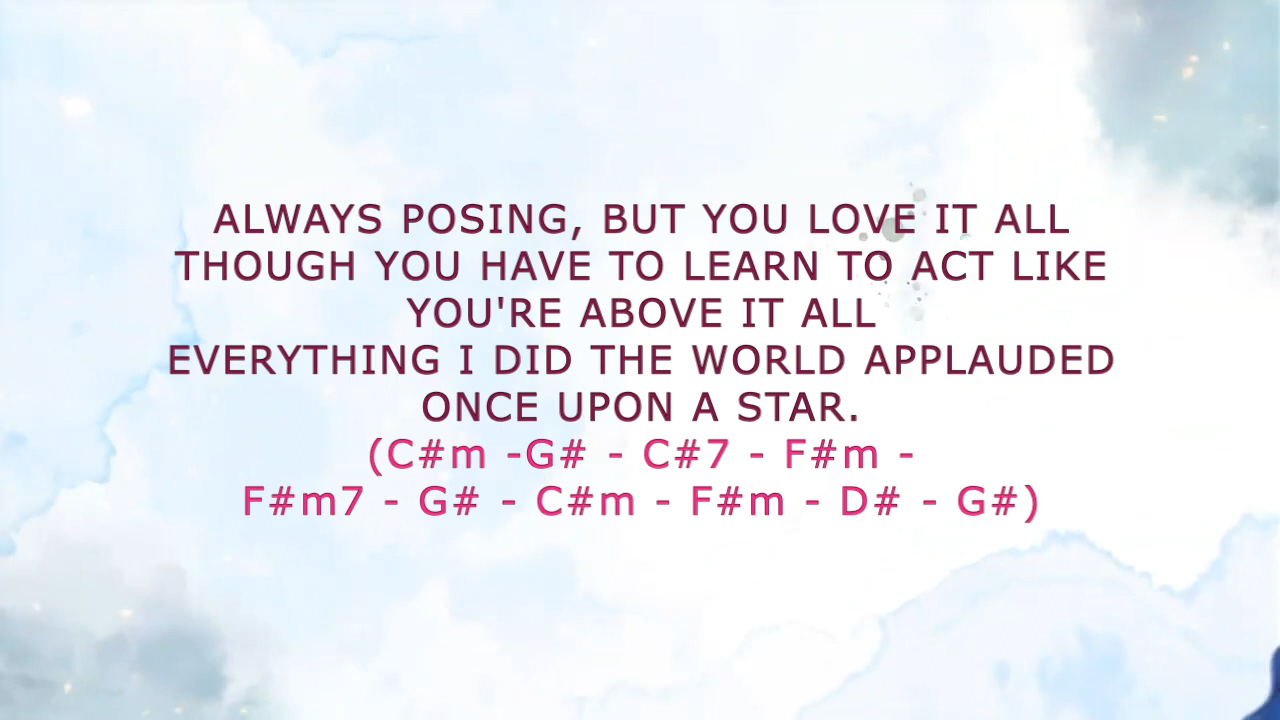 ALWAYS POSING, BUT YOU LOVE IT ALL
THOUGH YOU HAVE TO LEARN TO ACT LIKE
YOU'RE ABOVE IT ALL
EVERYTHING I DID THE WORLD APPLAUDED
ONCE UPON A STAR.
(C#m -G# - C#7 - F#m -
F#m7 - G# - C#m - F#m - D# - G#)